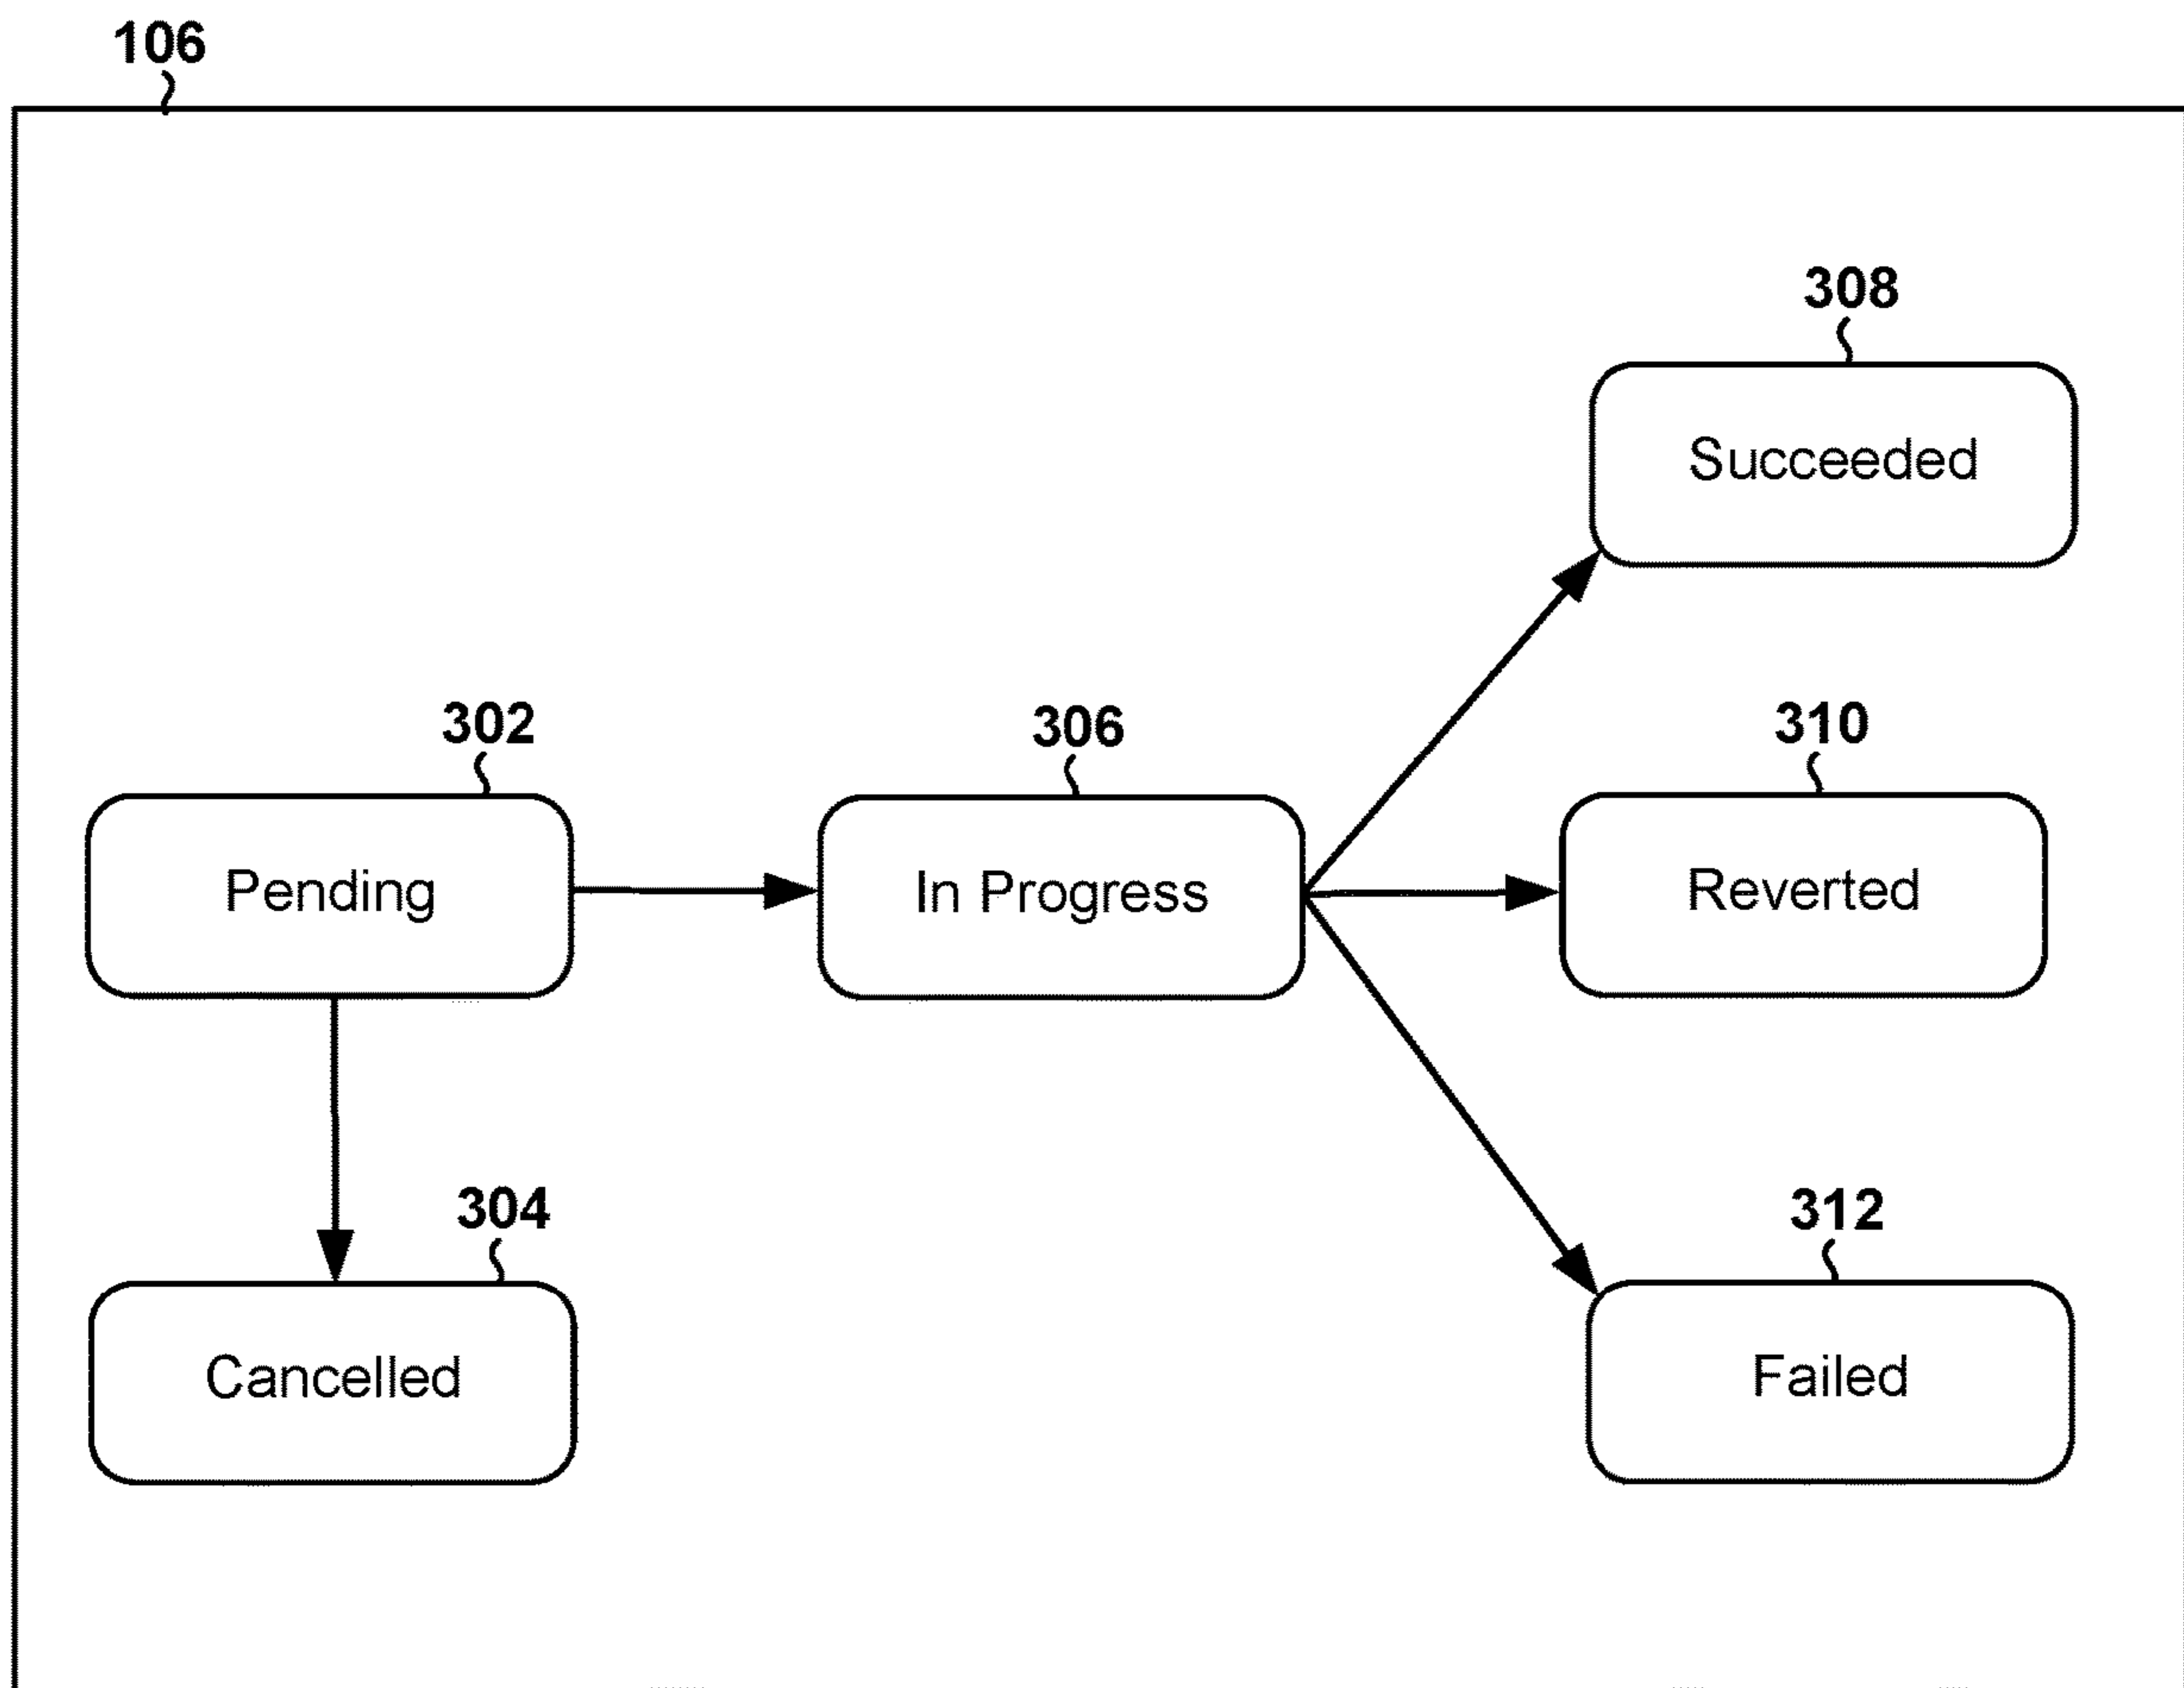 106
308
Succeeded
302
306
310
Pending
In Progress
Reverted
304
312
Cancelled
Failed